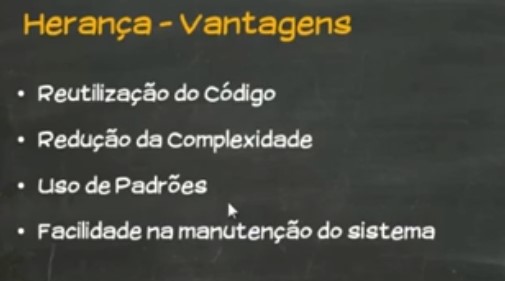 Herança - Vantagens
• Reutilização do Código
• Redução da Complexidade
• Uso de Padrões
• Facilidade na manutenção do sistema